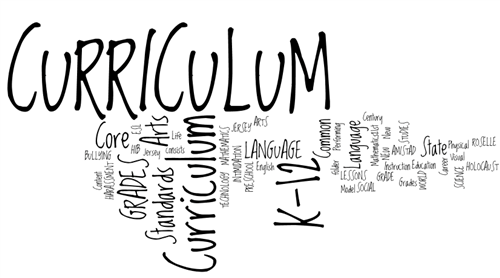 CURRICULUM
Core
BULLYING
Content
HARASSMENT
ESL
HIB
Jersey
GRADES
Arts
Life
Consists
Standards
Curriculum
TECHNOLOGY
MATHEMATICS
INTIMIDATION
JERSEY
ARTS
PRESCHOOL
LANGUAGE
English
K-12
Common
Performing
Language
Century
LESSONS
Model
SOCIAL
Mathematics
NEW
GRADE
Instruction
AMISTAD
New
STUDIES
Education
Grades
WORLD
State
Career
Physical
Visual
SCIENCE
ROSELLE
HOLOCAUST